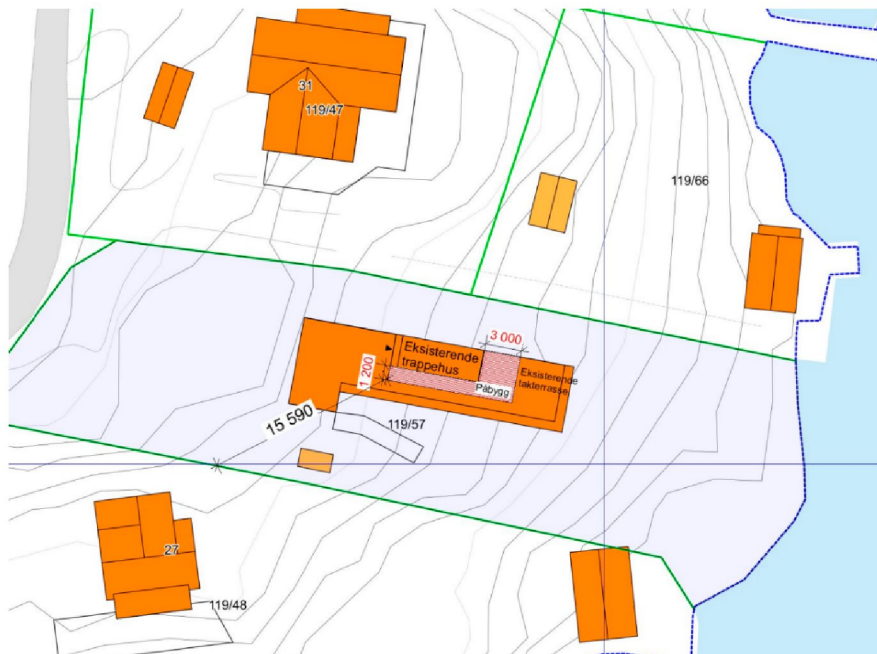 31
119/47
119/66
3 000
Eksisterende
trappehus
1 200
Eksisterende
takterrasse
Påbygg
15 590
119/57
27
119/48